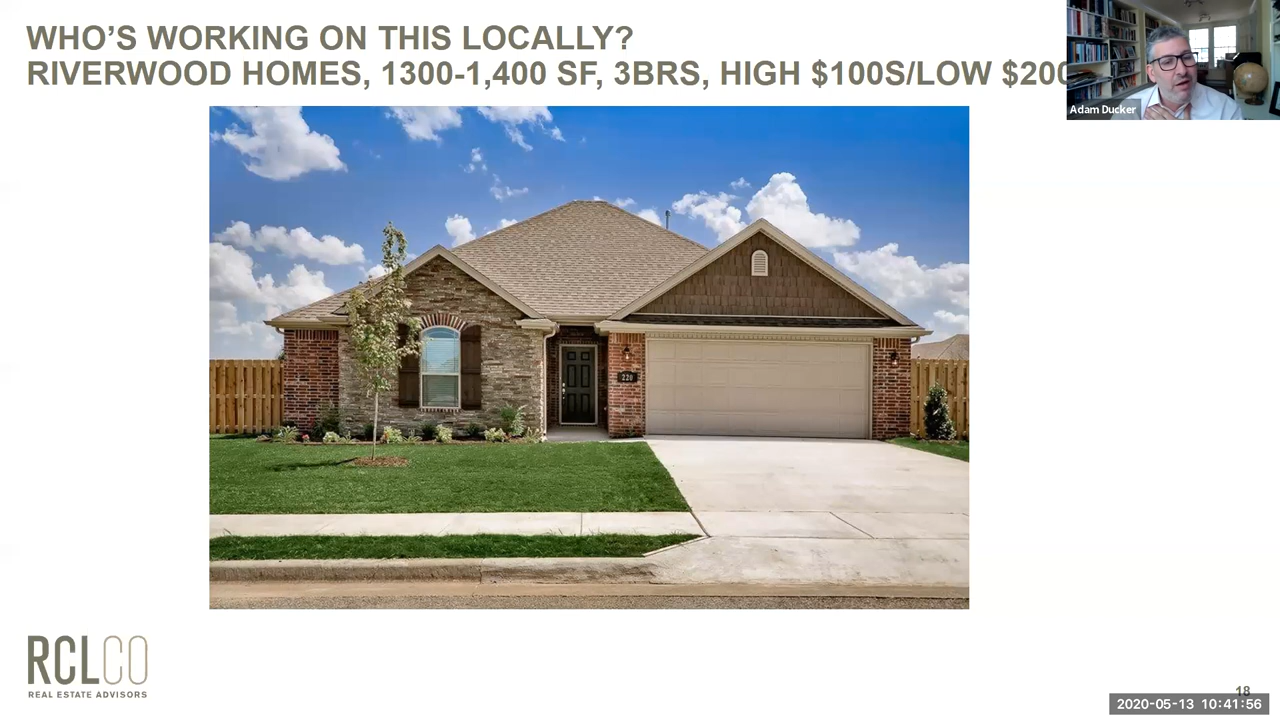 WHO'S WORKING ON THIS LOCALLY?
RIVERWOOD HOMES, 1300-1,400 SF, 3BRS, HIGH $100S/LOW $200
Adam Ducker
220
RCLCO
REAL ESTATE ADVISORS
18
2020-05-13 10:41:56